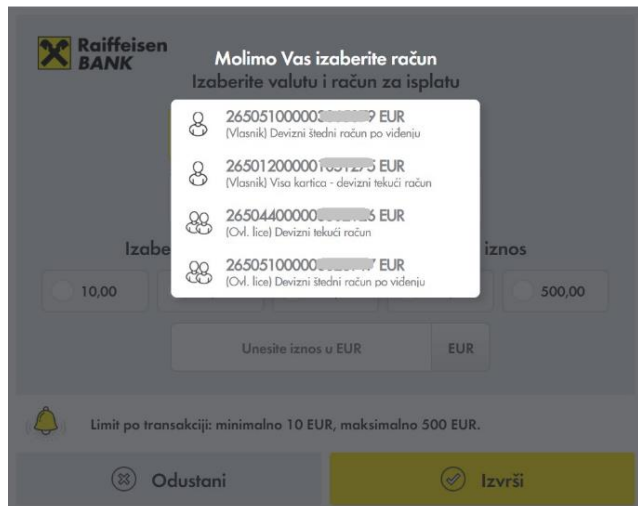 Raiffeisen
BANK
Molimo Vas izaberite račun
Izaberite valutu i račun za isplatu
EUR
(Vlasnik) Devizni štedni račun po viđenju
EUR
(Vlasnik) Visa kartica - devizni tekući račun
EUR
(Ovl. lice) Devizni tekući račun
EUR
(Ovl. lice) Devizni štedni račun po viđenju
Izabe iznos
10,00 500,00
Unesite iznos u EUR EUR
Limit po transakciji: minimalno 10 EUR, maksimalno 500 EUR.
Odustani Izvrši